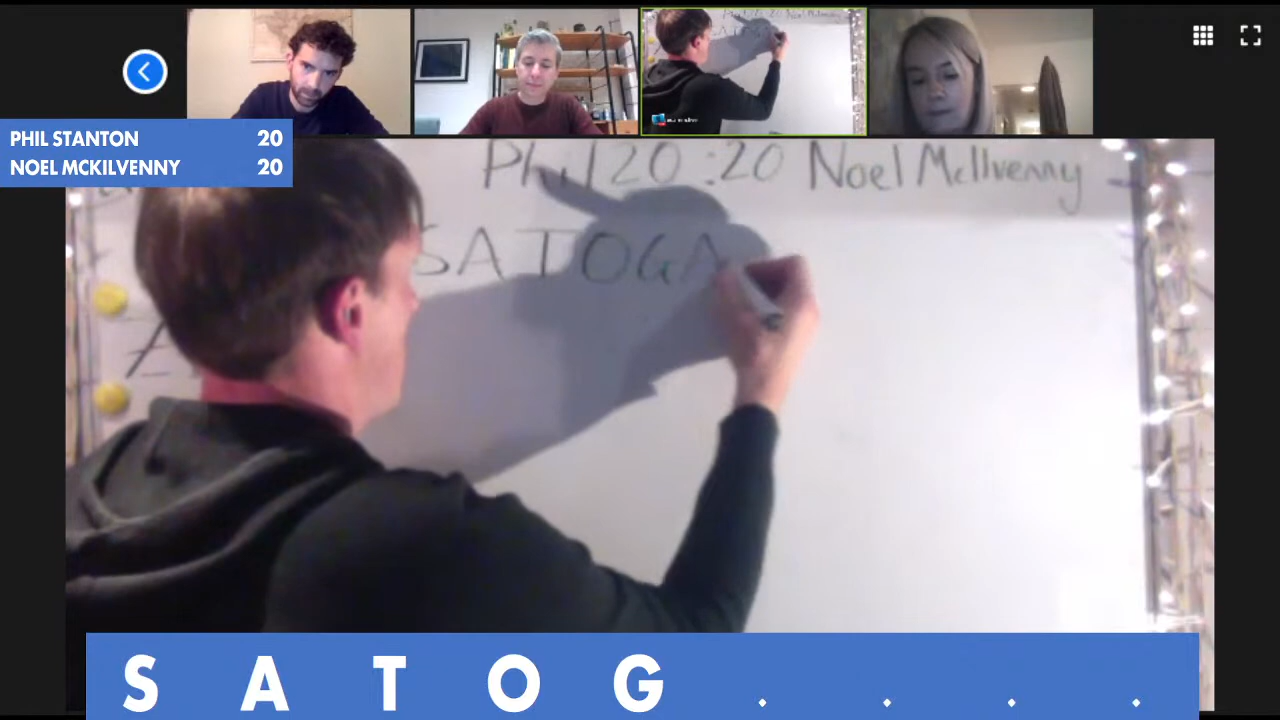 PHIL STANTON 20
NOEL MCKILVENNY 20
Phil 20 : 20 Noel McIlvenny
SATOGA
S A T O G . . . .